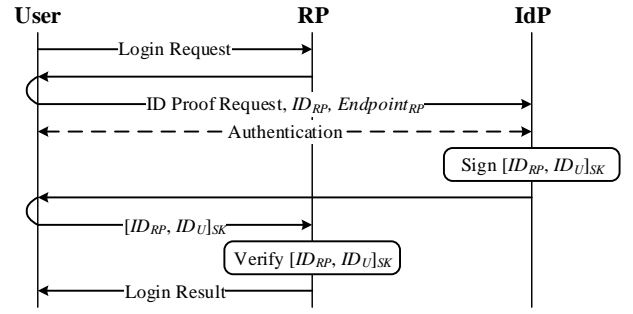 User RP IdP
Login Request
ID Proof Request, ID_RP, Endpoint_RP
Authentication
Sign [ID_RP, ID_U]_SK
[ID_RP, ID_U]_SK
Verify [ID_RP, ID_U]_SK
Login Result